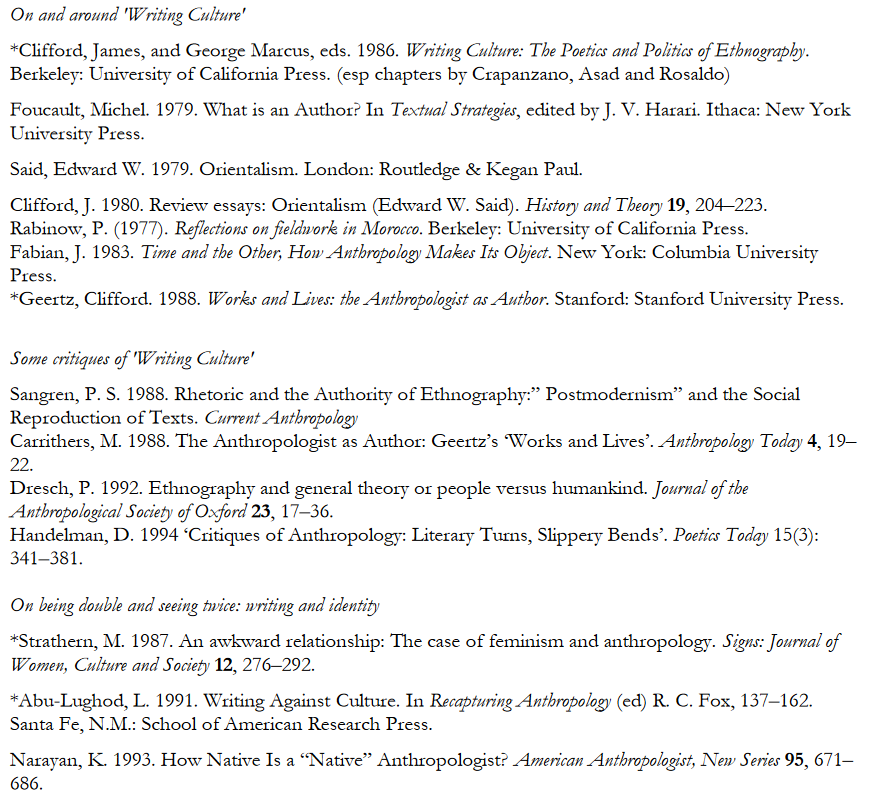 On and around 'Writing Culture'
*Clifford, James, and George Marcus, eds. 1986. Writing Culture: The Poetics and Politics of Ethnography.
Berkeley: University of California Press. (esp chapters by Crapanzano, Asad and Rosaldo)
Foucault, Michel. 1979. What is an Author? In Textual Strategies, edited by J. V. Harari. Ithaca: New York
University Press.
Said, Edward W. 1979. Orientalism. London: Routledge & Kegan Paul.
Clifford, J. 1980. Review essays: Orientalism (Edward W. Said). History and Theory 19, 204–223.
Rabinow, P. (1977). Reflections on fieldwork in Morocco. Berkeley: University of California Press.
Fabian, J. 1983. Time and the Other, How Anthropology Makes Its Object. New York: Columbia University
Press.
*Geertz, Clifford. 1988. Works and Lives: the Anthropologist as Author. Stanford: Stanford University Press.
Some critiques of 'Writing Culture'
Sangren, P. S. 1988. Rhetoric and the Authority of Ethnography:” Postmodernism” and the Social
Reproduction of Texts. Current Anthropology
Carrithers, M. 1988. The Anthropologist as Author: Geertz’s ‘Works and Lives’. Anthropology Today 4, 19–
22.
Dresch, P. 1992. Ethnography and general theory or people versus humankind. Journal of the
Anthropological Society of Oxford 23, 17–36.
Handelman, D. 1994 ‘Critiques of Anthropology: Literary Turns, Slippery Bends’. Poetics Today 15(3):
341–381.
On being double and seeing twice: writing and identity
*Strathern, M. 1987. An awkward relationship: The case of feminism and anthropology. Signs: Journal of
Women, Culture and Society 12, 276–292.
*Abu-Lughod, L. 1991. Writing Against Culture. In Recapturing Anthropology (ed) R. C. Fox, 137–162.
Santa Fe, N.M.: School of American Research Press.
Narayan, K. 1993. How Native Is a “Native” Anthropologist? American Anthropologist, New Series 95, 671–
686.